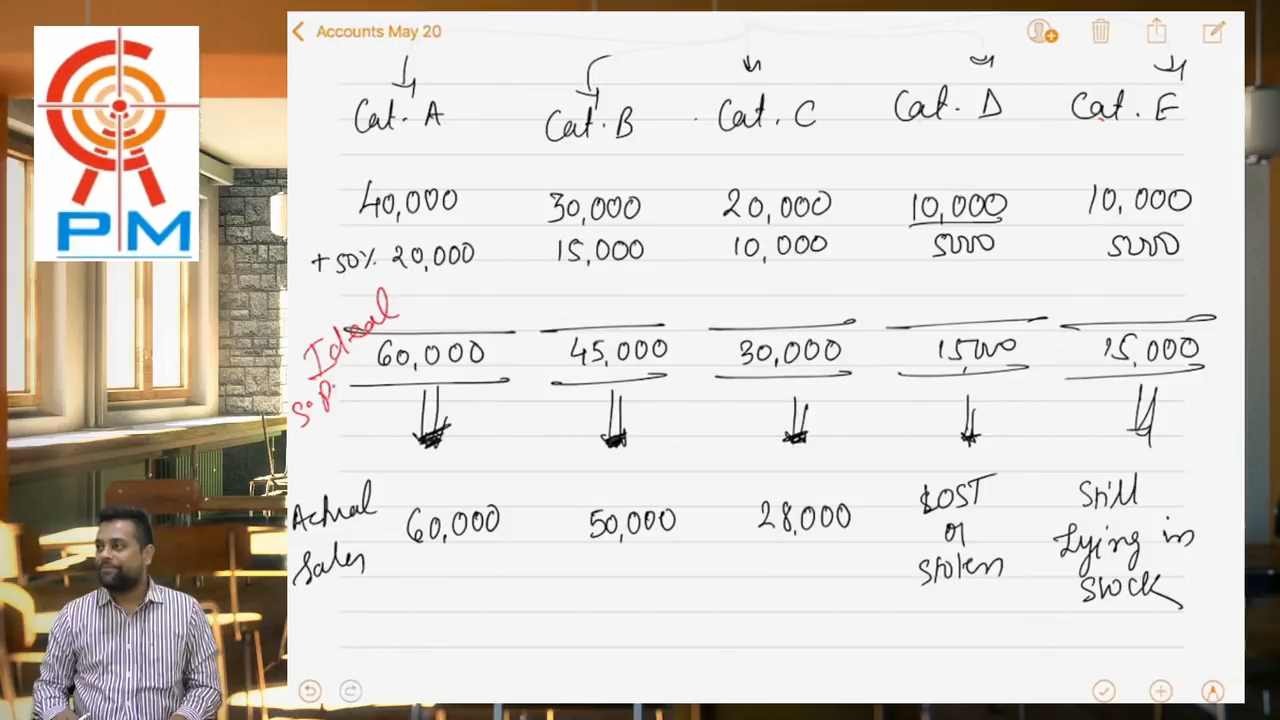 Accounts May 20
PM
Cat. A Cat. B Cat. C Cat. D Cat. E
40,000 30,000 20,000 10,000 10,000
+50% 20,000 15,000 10,000 5000 5000
Ideal
S.P.
60,000 45,000 30,000 15000 15,000
Actual
Sales
60,000 50,000 28,000
LOST
or
stolen
Still
Lying in
stock